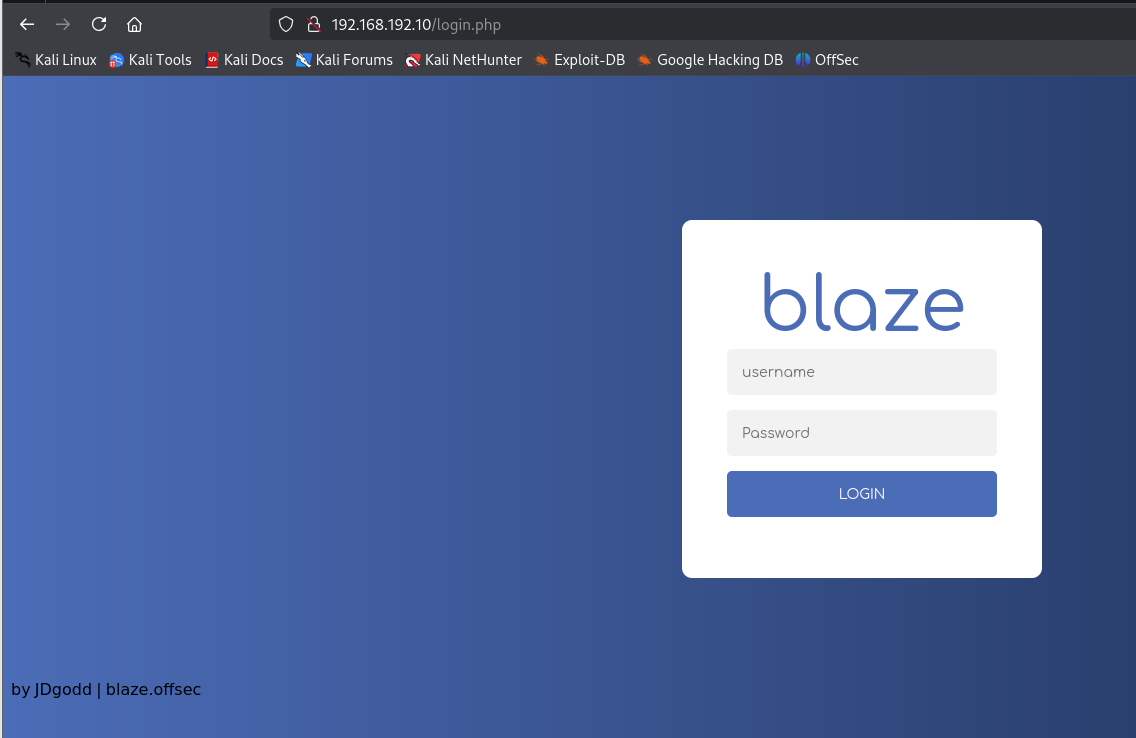 192.168.192.10/login.php
Kali Linux Kali Tools Kali Docs Kali Forums Kali NetHunter Exploit-DB Google Hacking DB OffSec
blaze
username
Password
LOGIN
by JDgodd | blaze.offsec